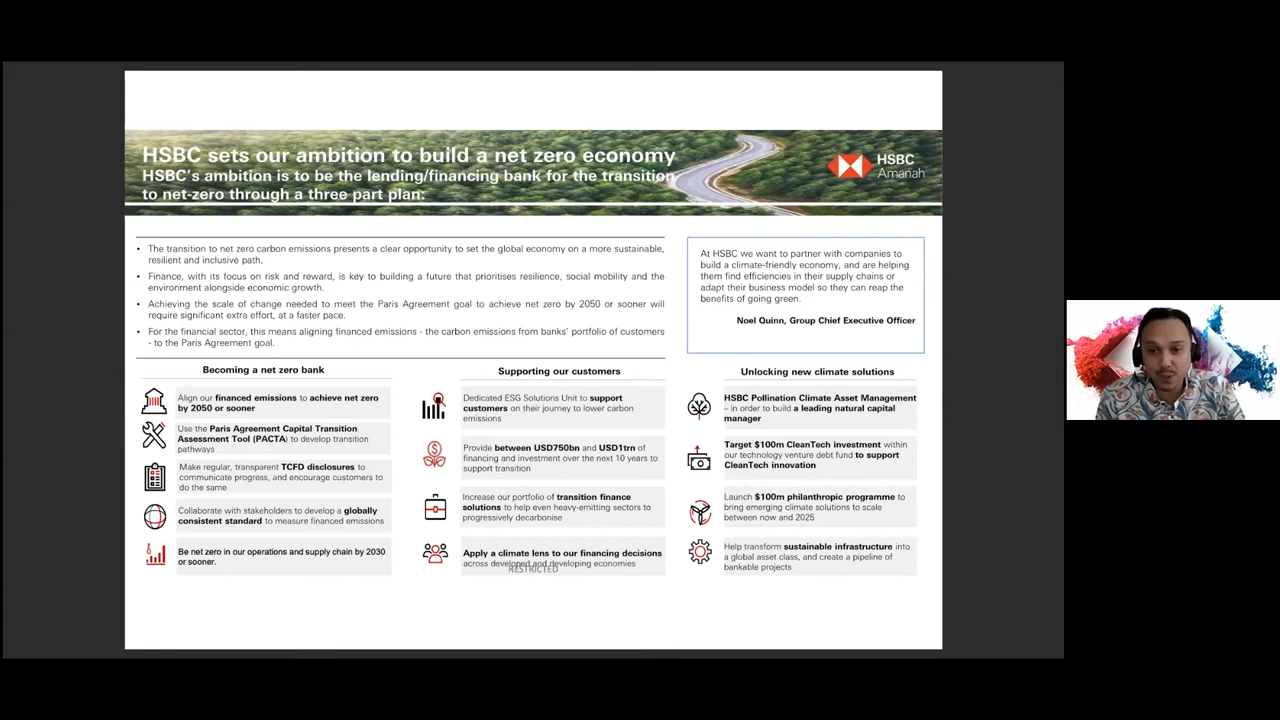 HSBC sets our ambition to build a net zero economy
HSBC's ambition is to be the lending/financing bank for the transition
to net-zero through a three part plan:
HSBC
Amanah
• The transition to net zero carbon emissions presents a clear opportunity to set the global economy on a more sustainable,
resilient and inclusive path.
• Finance, with its focus on risk and reward, is key to building a future that prioritises resilience, social mobility and the
environment alongside economic growth.
• Achieving the scale of change needed to meet the Paris Agreement goal to achieve net zero by 2050 or sooner will
require significant extra effort, at a faster pace.
• For the financial sector, this means aligning financed emissions - the carbon emissions from banks' portfolio of customers
- to the Paris Agreement goal.
At HSBC we want to partner with companies to
build a climate-friendly economy, and are helping
them find efficiencies in their supply chains or
adapt their business model so they can reap the
benefits of going green.
Noel Quinn, Group Chief Executive Officer
Becoming a net zero bank
Align our financed emissions to achieve net zero
by 2050 or sooner
Use the Paris Agreement Capital Transition
Assessment Tool (PACTA) to develop transition
pathways
Make regular, transparent TCFD disclosures to
communicate progress, and encourage customers to
do the same
Collaborate with stakeholders to develop a globally
consistent standard to measure financed emissions
Be net zero in our operations and supply chain by 2030
or sooner.
Supporting our customers
Dedicated ESG Solutions Unit to support
customers on their journey to lower carbon
emissions
Provide between USD750bn and USD1trn of
financing and investment over the next 10 years to
support transition
Increase our portfolio of transition finance
solutions to help even heavy-emitting sectors to
progressively decarbonise
Apply a climate lens to our financing decisions
across developed and developing economies
RESTRICTED
Unlocking new climate solutions
HSBC Pollination Climate Asset Management
– in order to build a leading natural capital
manager
Target $100m CleanTech investment within
our technology venture debt fund to support
CleanTech innovation
Launch $100m philanthropic programme to
bring emerging climate solutions to scale
between now and 2025
Help transform sustainable infrastructure into
a global asset class, and create a pipeline of
bankable projects